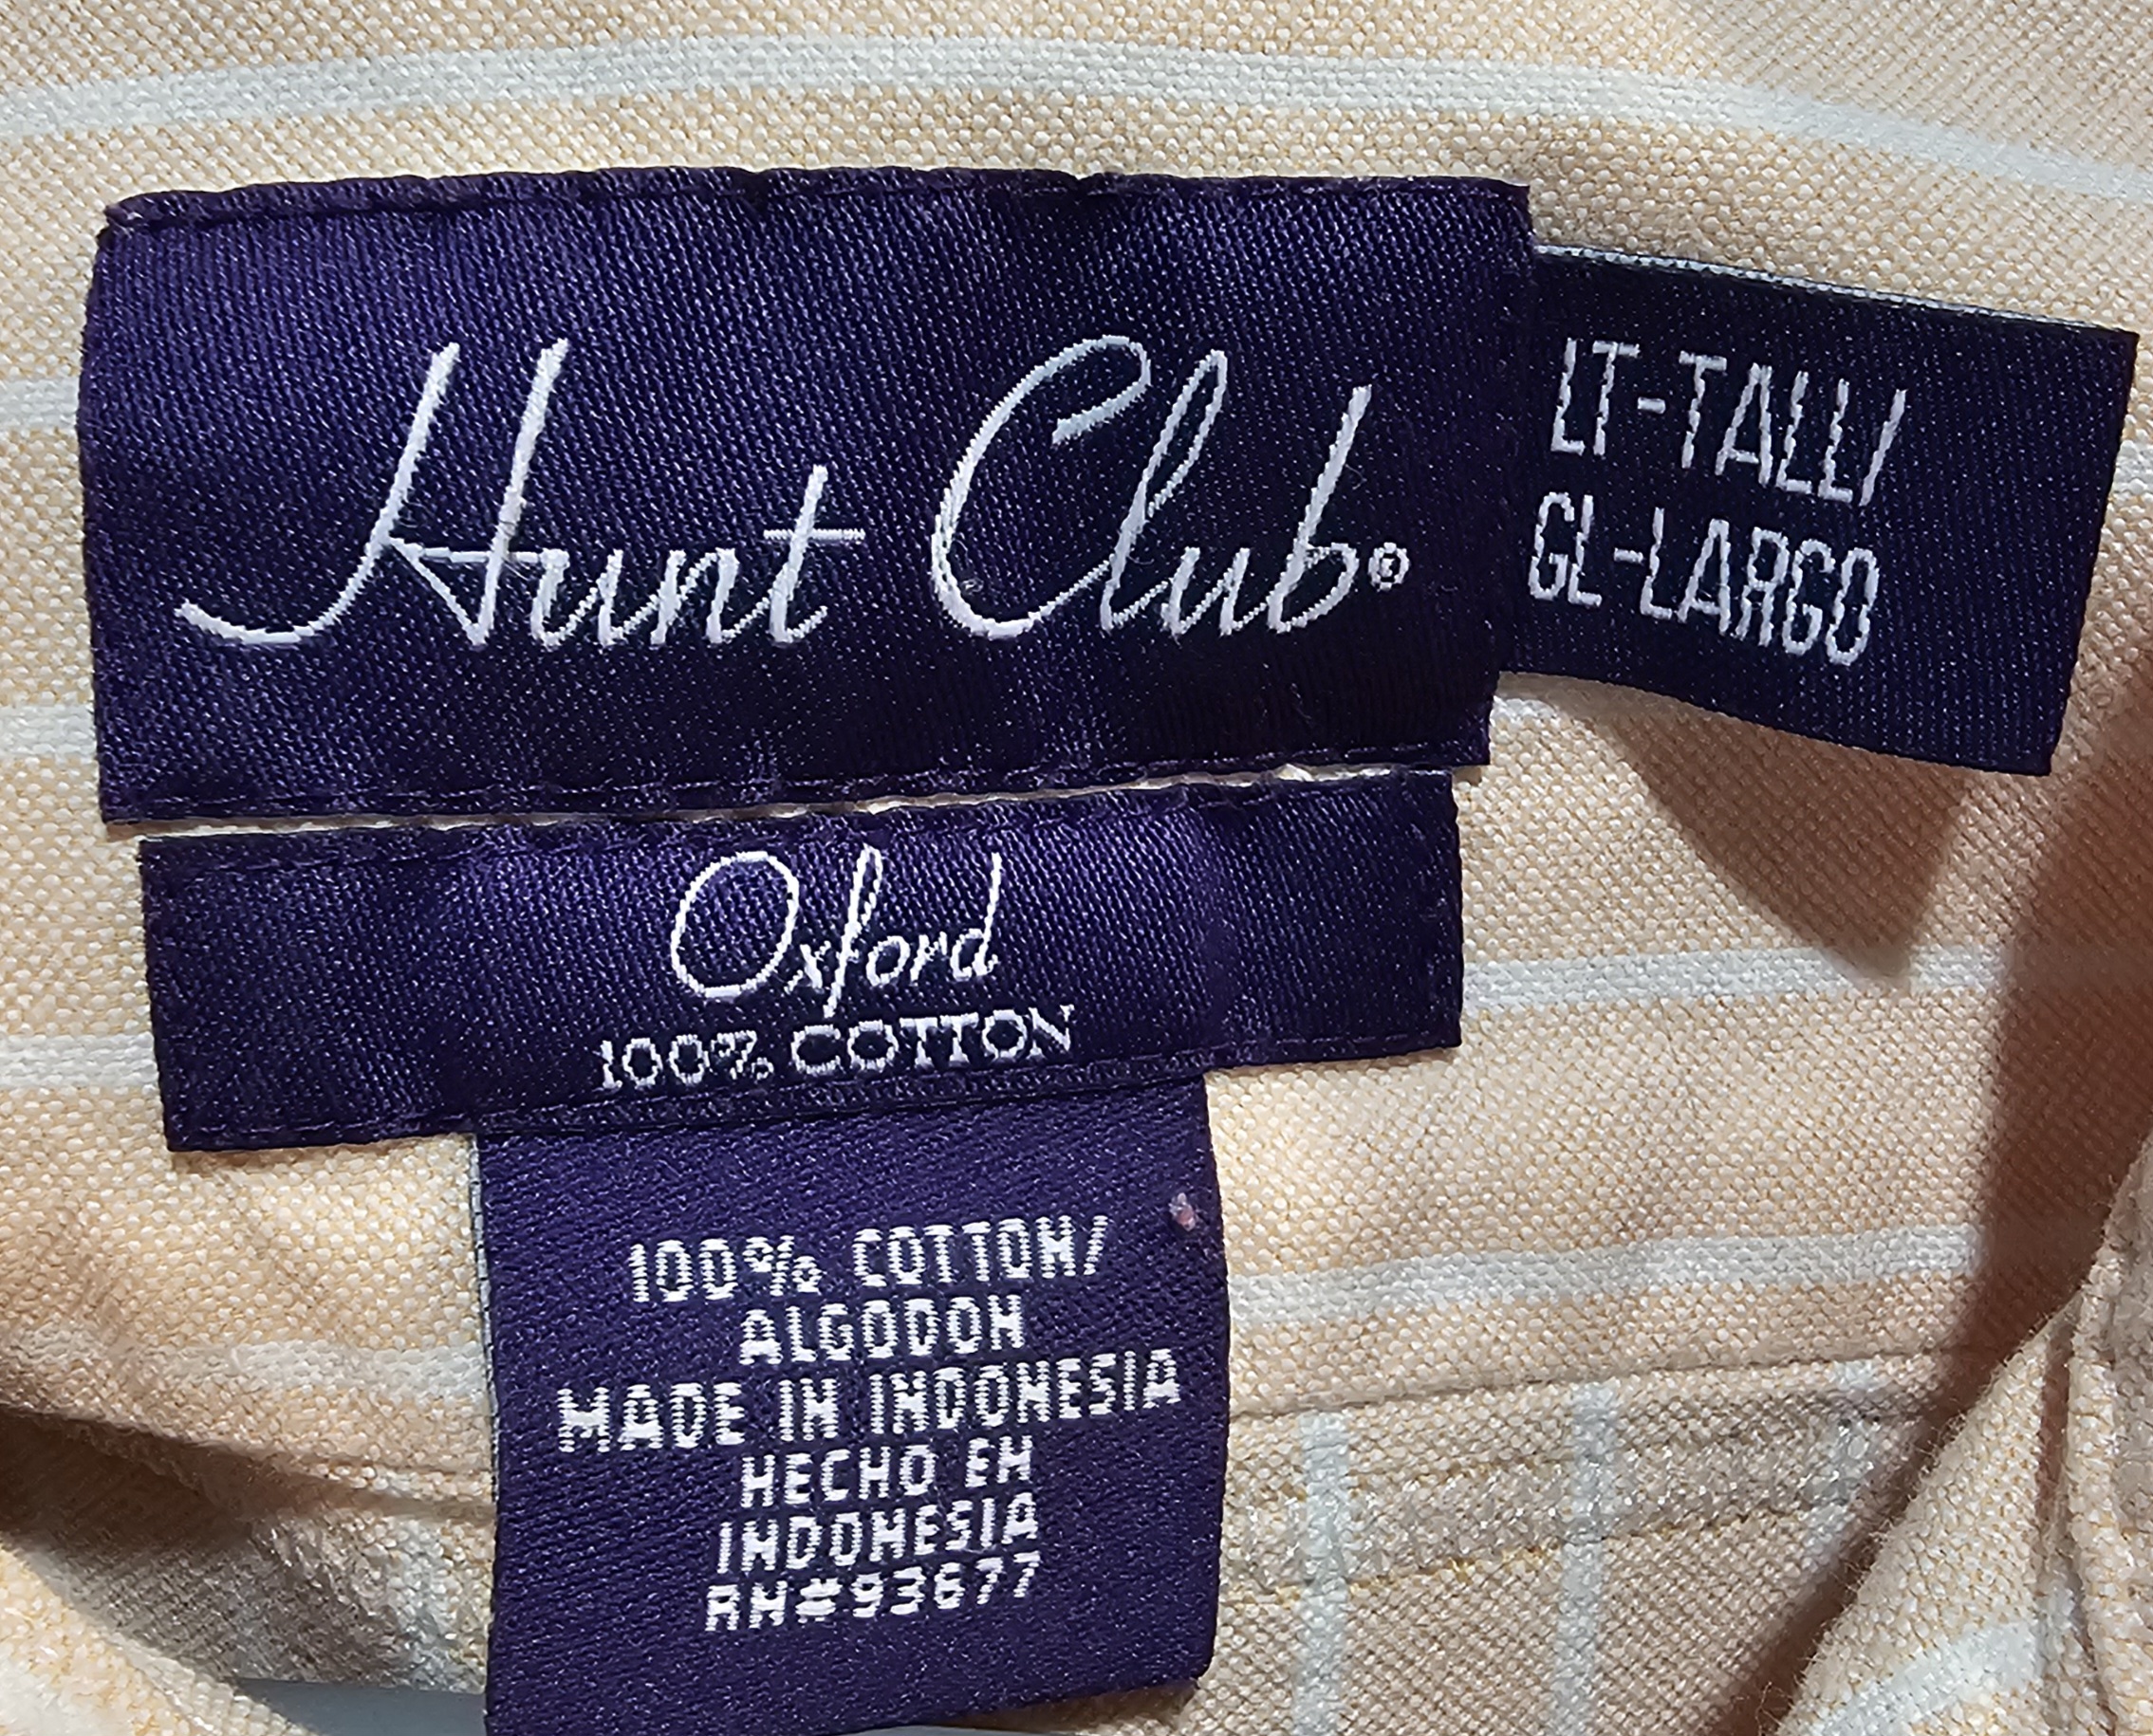 Hunt Club®
LT-TALL/
GL-LARGO
Oxford
100% COTTON
100% COTTON/
ALGODON
MADE IN INDONESIA
HECHO EN
INDONESIA
RN#93677